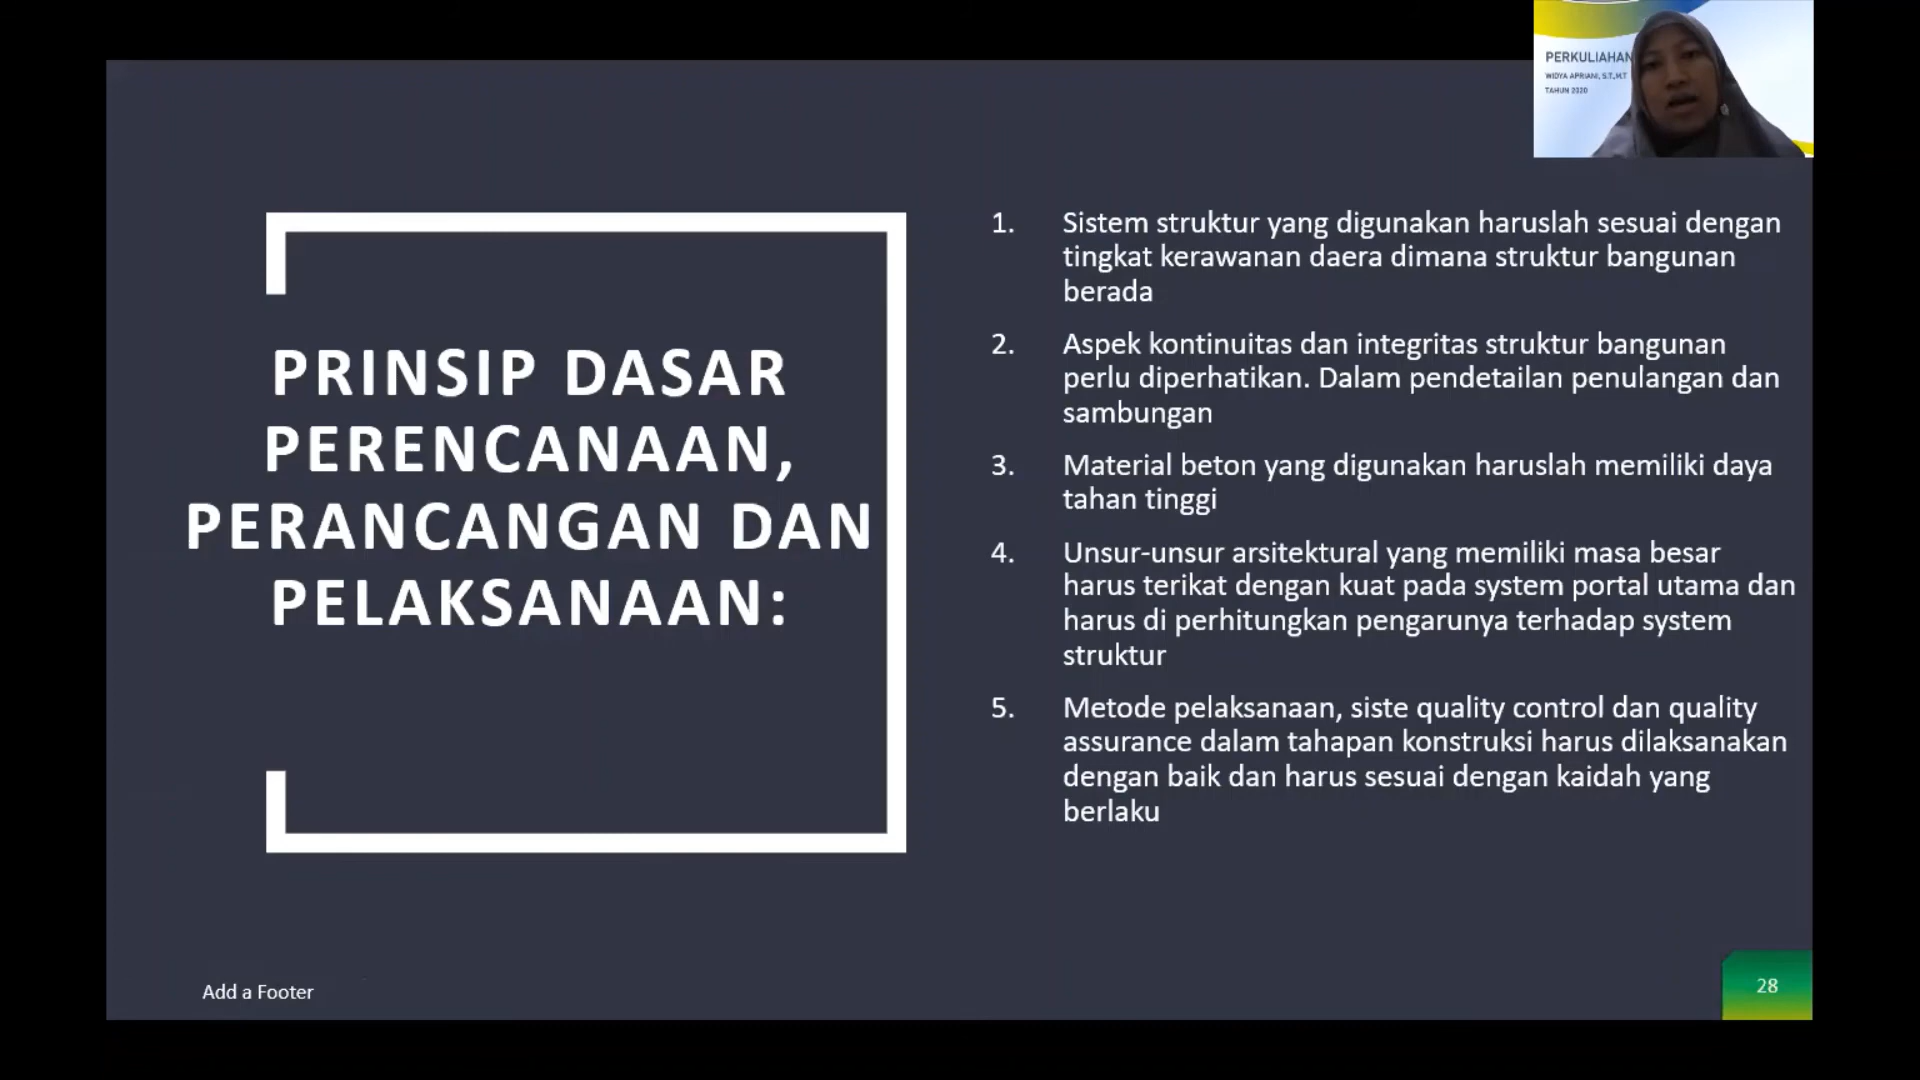 PERKULIAHAN
WIDYA APRIANI, S.T.,M.T
TAHUN 2020
PRINSIP DASAR
PERENCANAAN,
PERANCANGAN DAN
PELAKSANAAN:
1. Sistem struktur yang digunakan haruslah sesuai dengan
tingkat kerawanan daera dimana struktur bangunan
berada
2. Aspek kontinuitas dan integritas struktur bangunan
perlu diperhatikan. Dalam pendetailan penulangan dan
sambungan
3. Material beton yang digunakan haruslah memiliki daya
tahan tinggi
4. Unsur-unsur arsitektural yang memiliki masa besar
harus terikat dengan kuat pada system portal utama dan
harus di perhitungkan pengarunya terhadap system
struktur
5. Metode pelaksanaan, siste quality control dan quality
assurance dalam tahapan konstruksi harus dilaksanakan
dengan baik dan harus sesuai dengan kaidah yang
berlaku
Add a Footer
28